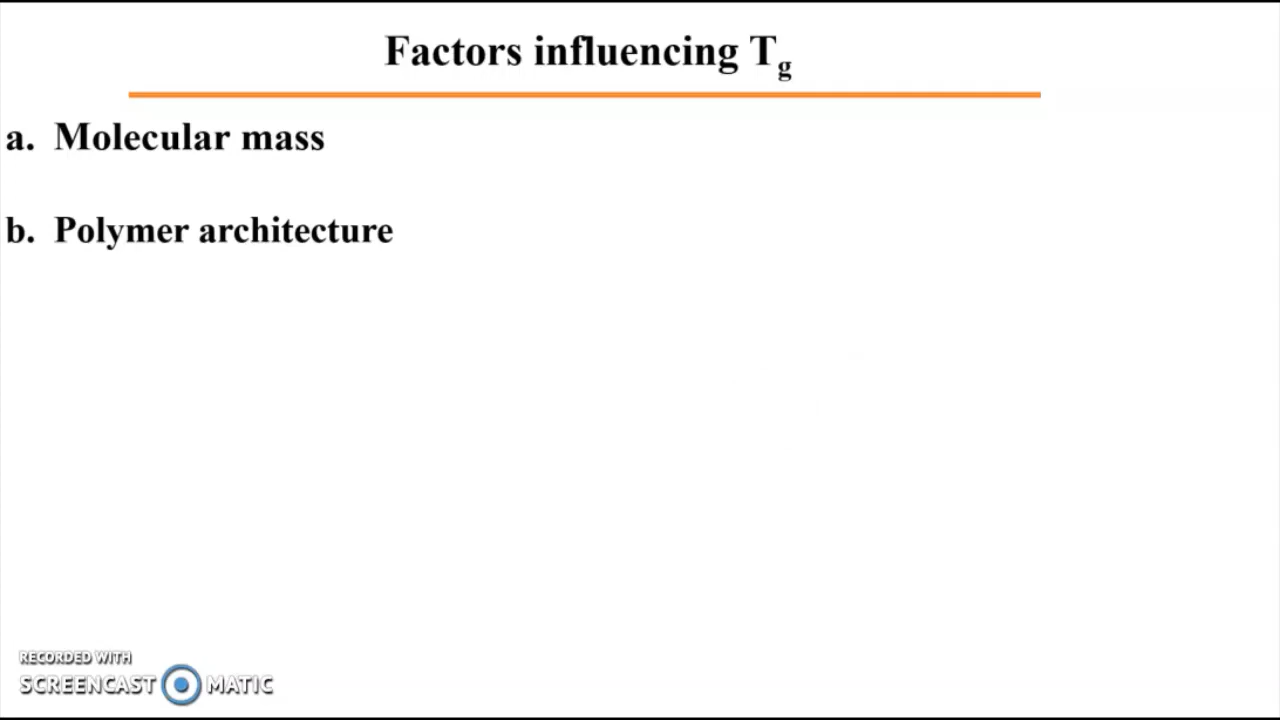 Factors influencing Tg
a. Molecular mass
b. Polymer architecture
RECORDED WITH
SCREENCAST MATIC